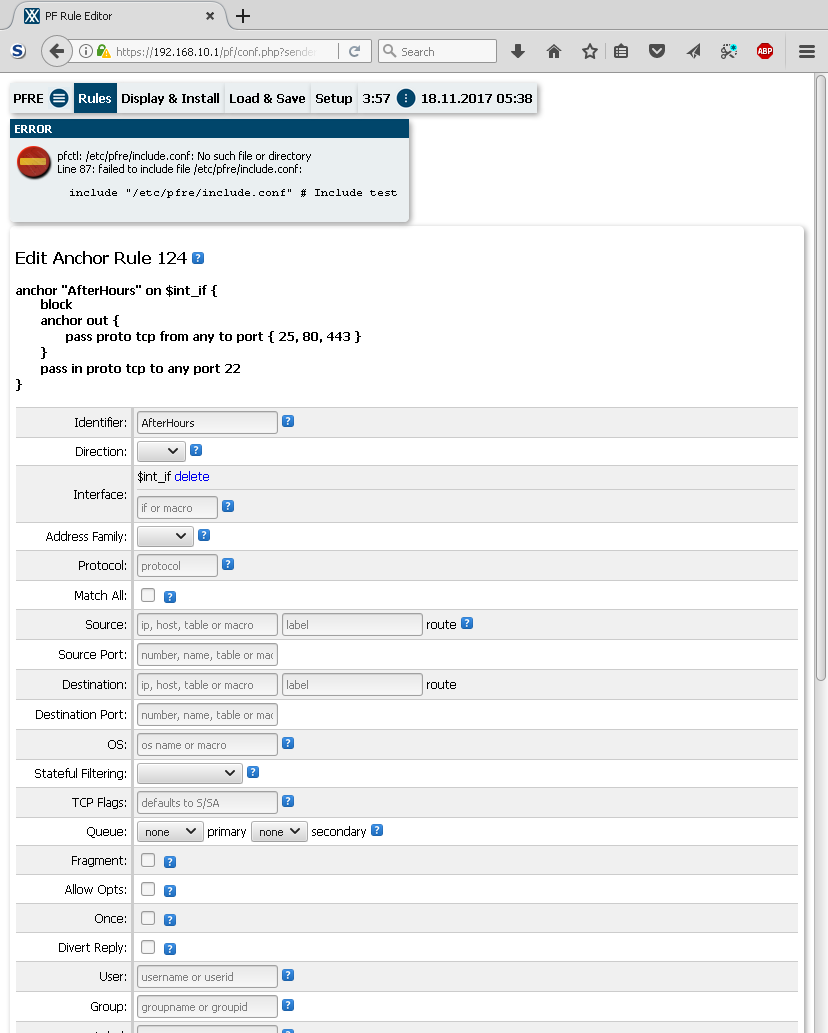 PF Rule Editor
S
https://192.168.10.1/pf/conf.php?sende
Search
ABP
PFRE Rules Display & Install Load & Save Setup 3:57 18.11.2017 05:38
ERROR
pfctl: /etc/pfre/include.conf: No such file or directory
Line 87: failed to include file /etc/pfre/include.conf:
include "/etc/pfre/include.conf" # Include test
Edit Anchor Rule 124 ?
anchor "AfterHours" on $int_if {
block
anchor out {
pass proto tcp from any to port { 25, 80, 443 }
}
pass in proto tcp to any port 22
}
Identifier: AfterHours ?
Direction: ?
$int_if delete
Interface:
if or macro ?
Address Family: ?
Protocol: protocol ?
Match All: ?
Source: ip, host, table or macro label route ?
Source Port: number, name, table or mac
Destination: ip, host, table or macro label route
Destination Port: number, name, table or mac
OS: os name or macro ?
Stateful Filtering: ?
TCP Flags: defaults to S/SA ?
Queue: none primary none secondary ?
Fragment: ?
Allow Opts: ?
Once: ?
Divert Reply: ?
User: username or userid ?
Group: groupname or groupid ?